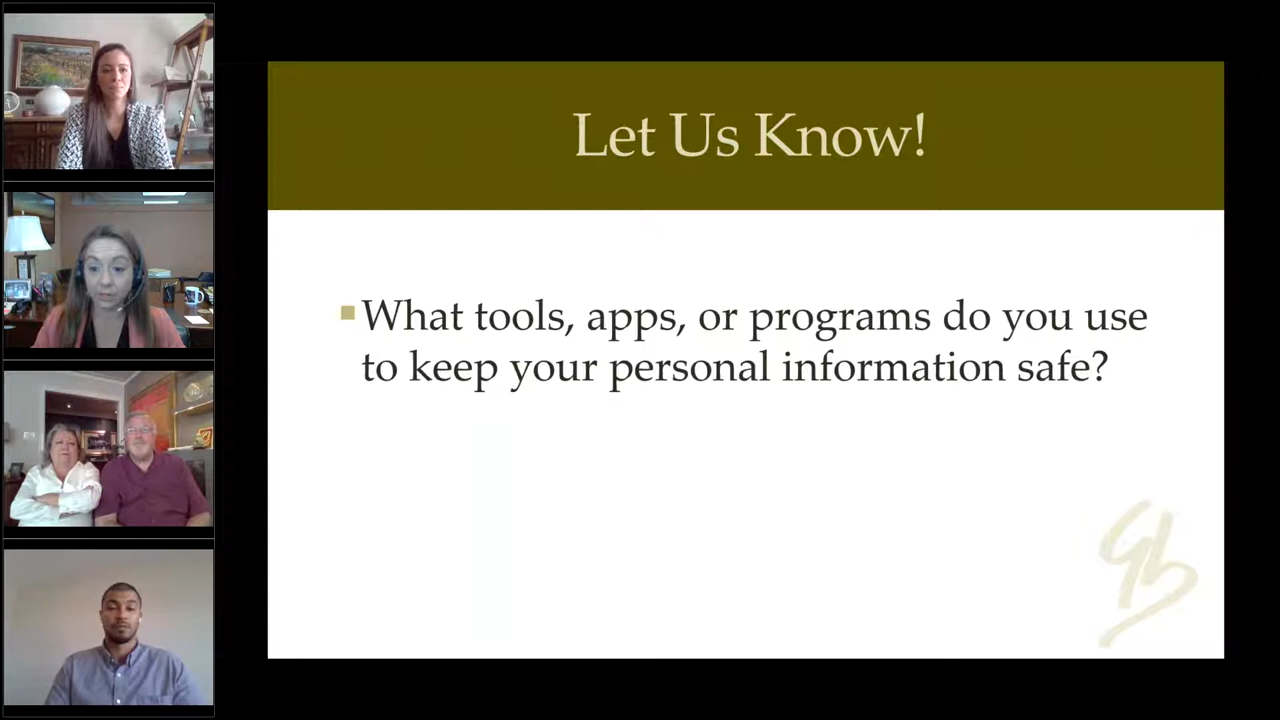 Let Us Know!
What tools, apps, or programs do you use
to keep your personal information safe?